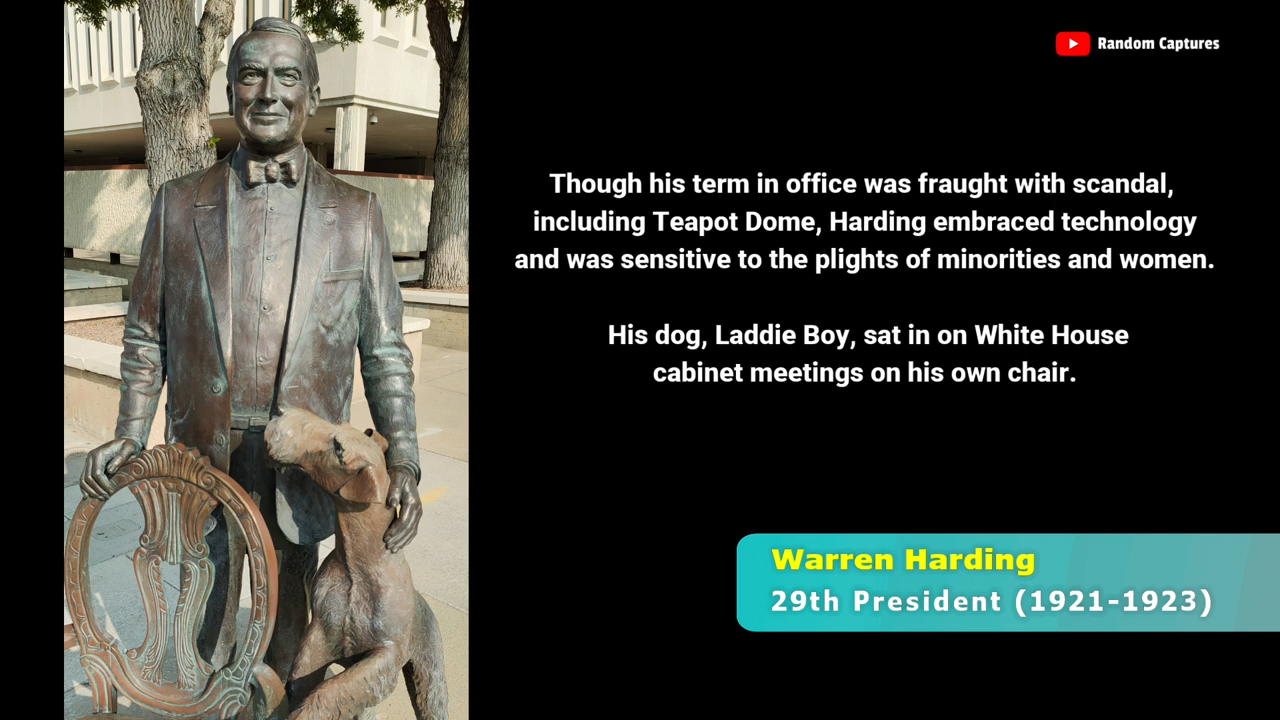 Random Captures
Though his term in office was fraught with scandal,
including Teapot Dome, Harding embraced technology
and was sensitive to the plights of minorities and women.
His dog, Laddie Boy, sat in on White House
cabinet meetings on his own chair.
Warren Harding
29th President (1921-1923)